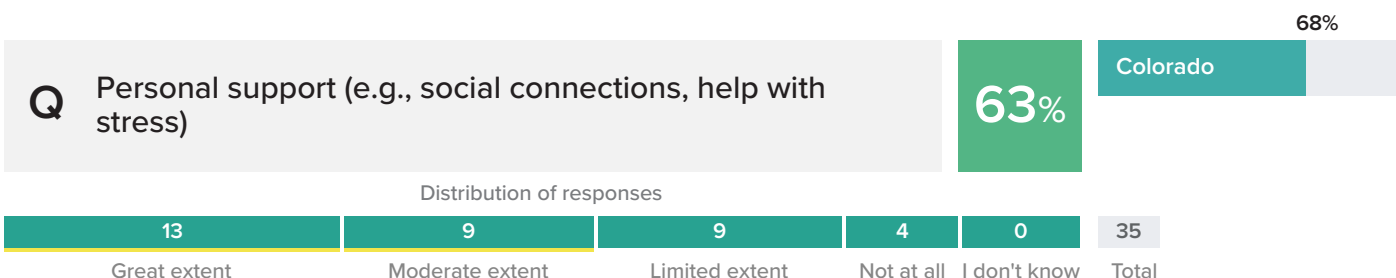 68%
Q Personal support (e.g., social connections, help with
stress)
63%
Colorado
Distribution of responses
13 9 9 4 0 35
Great extent Moderate extent Limited extent Not at all I don't know Total